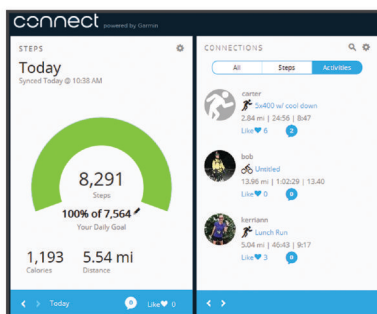 connect powered by Garmin
STEPS
Today
Synced Today @ 10:38 AM
8,291
Steps
100% of 7,564
Your Daily Goal
1,193
Calories
5.54 mi
Distance
Today
0
Like 0
CONNECTIONS
All
Steps
Activities
carter
5x400 w/ cool down
2.84 mi | 24:56 | 8:47
Like 6
2
bob
Untitled
13.96 mi | 1:02:29 | 13.40
Like 0
0
kerriann
Lunch Run
5.04 mi | 46:43 | 9:17
Like 3
0